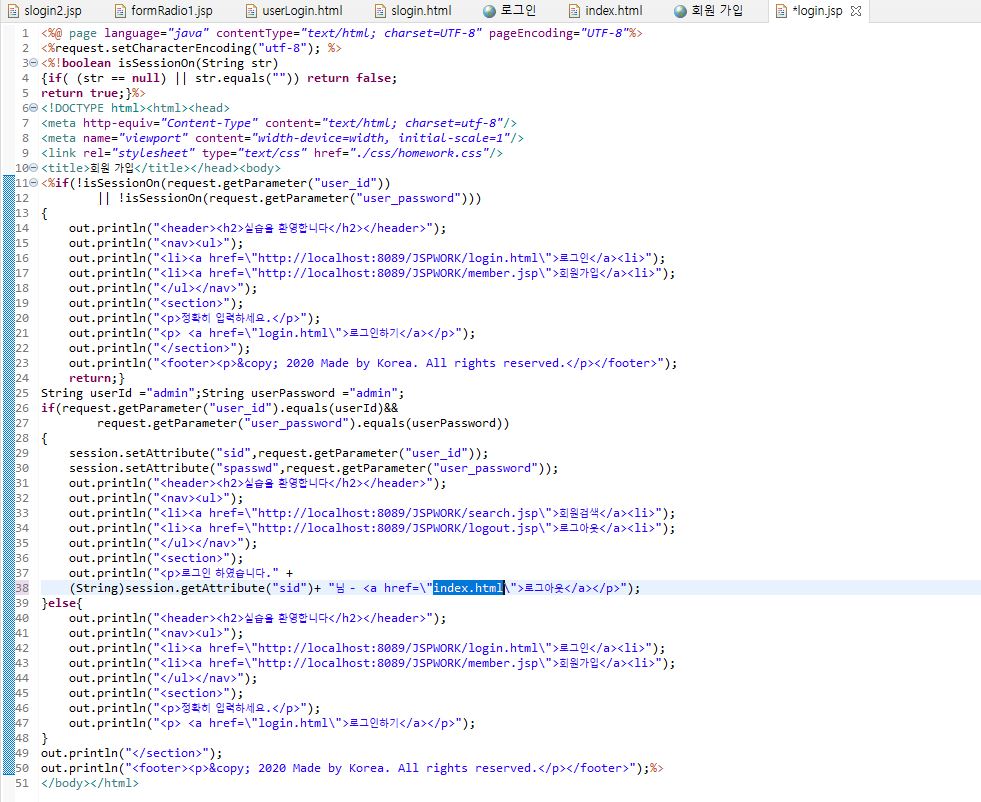 slogin2.jsp formRadio1.jsp userLogin.html slogin.html 로그인 index.html 회원 가입 *login.jsp
1 <%@ page language="java" contentType="text/html; charset=UTF-8" pageEncoding="UTF-8"%>
2 <%request.setCharacterEncoding("utf-8"); %>
3 <%!boolean isSessionOn(String str)
4 {if( (str == null) || str.equals("")) return false;
5 return true;}%>
6 <!DOCTYPE html><html><head>
7 <meta http-equiv="Content-Type" content="text/html; charset=utf-8"/>
8 <meta name="viewport" content="width-device=width, initial-scale=1"/>
9 <link rel="stylesheet" type="text/css" href="./css/homework.css"/>
10 <title>회원 가입</title></head><body>
11 <%if(!isSessionOn(request.getParameter("user_id"))
12 || !isSessionOn(request.getParameter("user_password")))
13 {
14 out.println("<header><h2>실습을 환영합니다</h2></header>");
15 out.println("<nav><ul>");
16 out.println("<li><a href=\"http://localhost:8089/JSPWORK/login.html\">로그인</a><li>");
17 out.println("<li><a href=\"http://localhost:8089/JSPWORK/member.jsp\">회원가입</a><li>");
18 out.println("</ul></nav>");
19 out.println("<section>");
20 out.println("<p>정확히 입력하세요.</p>");
21 out.println("<p> <a href=\"login.html\">로그인하기</a></p>");
22 out.println("</section>");
23 out.println("<footer><p>&copy; 2020 Made by Korea. All rights reserved.</p></footer>");
24 return;}
25 String userId ="admin";String userPassword ="admin";
26 if(request.getParameter("user_id").equals(userId)&&
27 request.getParameter("user_password").equals(userPassword))
28 {
29 session.setAttribute("sid",request.getParameter("user_id"));
30 session.setAttribute("spasswd",request.getParameter("user_password"));
31 out.println("<header><h2>실습을 환영합니다</h2></header>");
32 out.println("<nav><ul>");
33 out.println("<li><a href=\"http://localhost:8089/JSPWORK/search.jsp\">회원검색</a><li>");
34 out.println("<li><a href=\"http://localhost:8089/JSPWORK/logout.jsp\">로그아웃</a><li>");
35 out.println("</ul></nav>");
36 out.println("<section>");
37 out.println("<p>로그인 하였습니다." +
38 (String)session.getAttribute("sid")+ "님 - <a href=\"index.html\">로그아웃</a></p>");
39 }else{
40 out.println("<header><h2>실습을 환영합니다</h2></header>");
41 out.println("<nav><ul>");
42 out.println("<li><a href=\"http://localhost:8089/JSPWORK/login.html\">로그인</a><li>");
43 out.println("<li><a href=\"http://localhost:8089/JSPWORK/member.jsp\">회원가입</a><li>");
44 out.println("</ul></nav>");
45 out.println("<section>");
46 out.println("<p>정확히 입력하세요.</p>");
47 out.println("<p> <a href=\"login.html\">로그인하기</a></p>");
48 }
49 out.println("</section>");
50 out.println("<footer><p>&copy; 2020 Made by Korea. All rights reserved.</p></footer>");%>
51 </body></html>